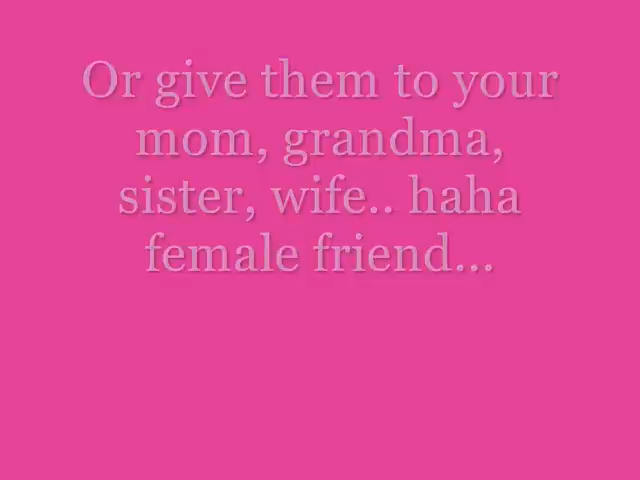 Or give them to your
mom, grandma,
sister, wife.. haha
female friend...